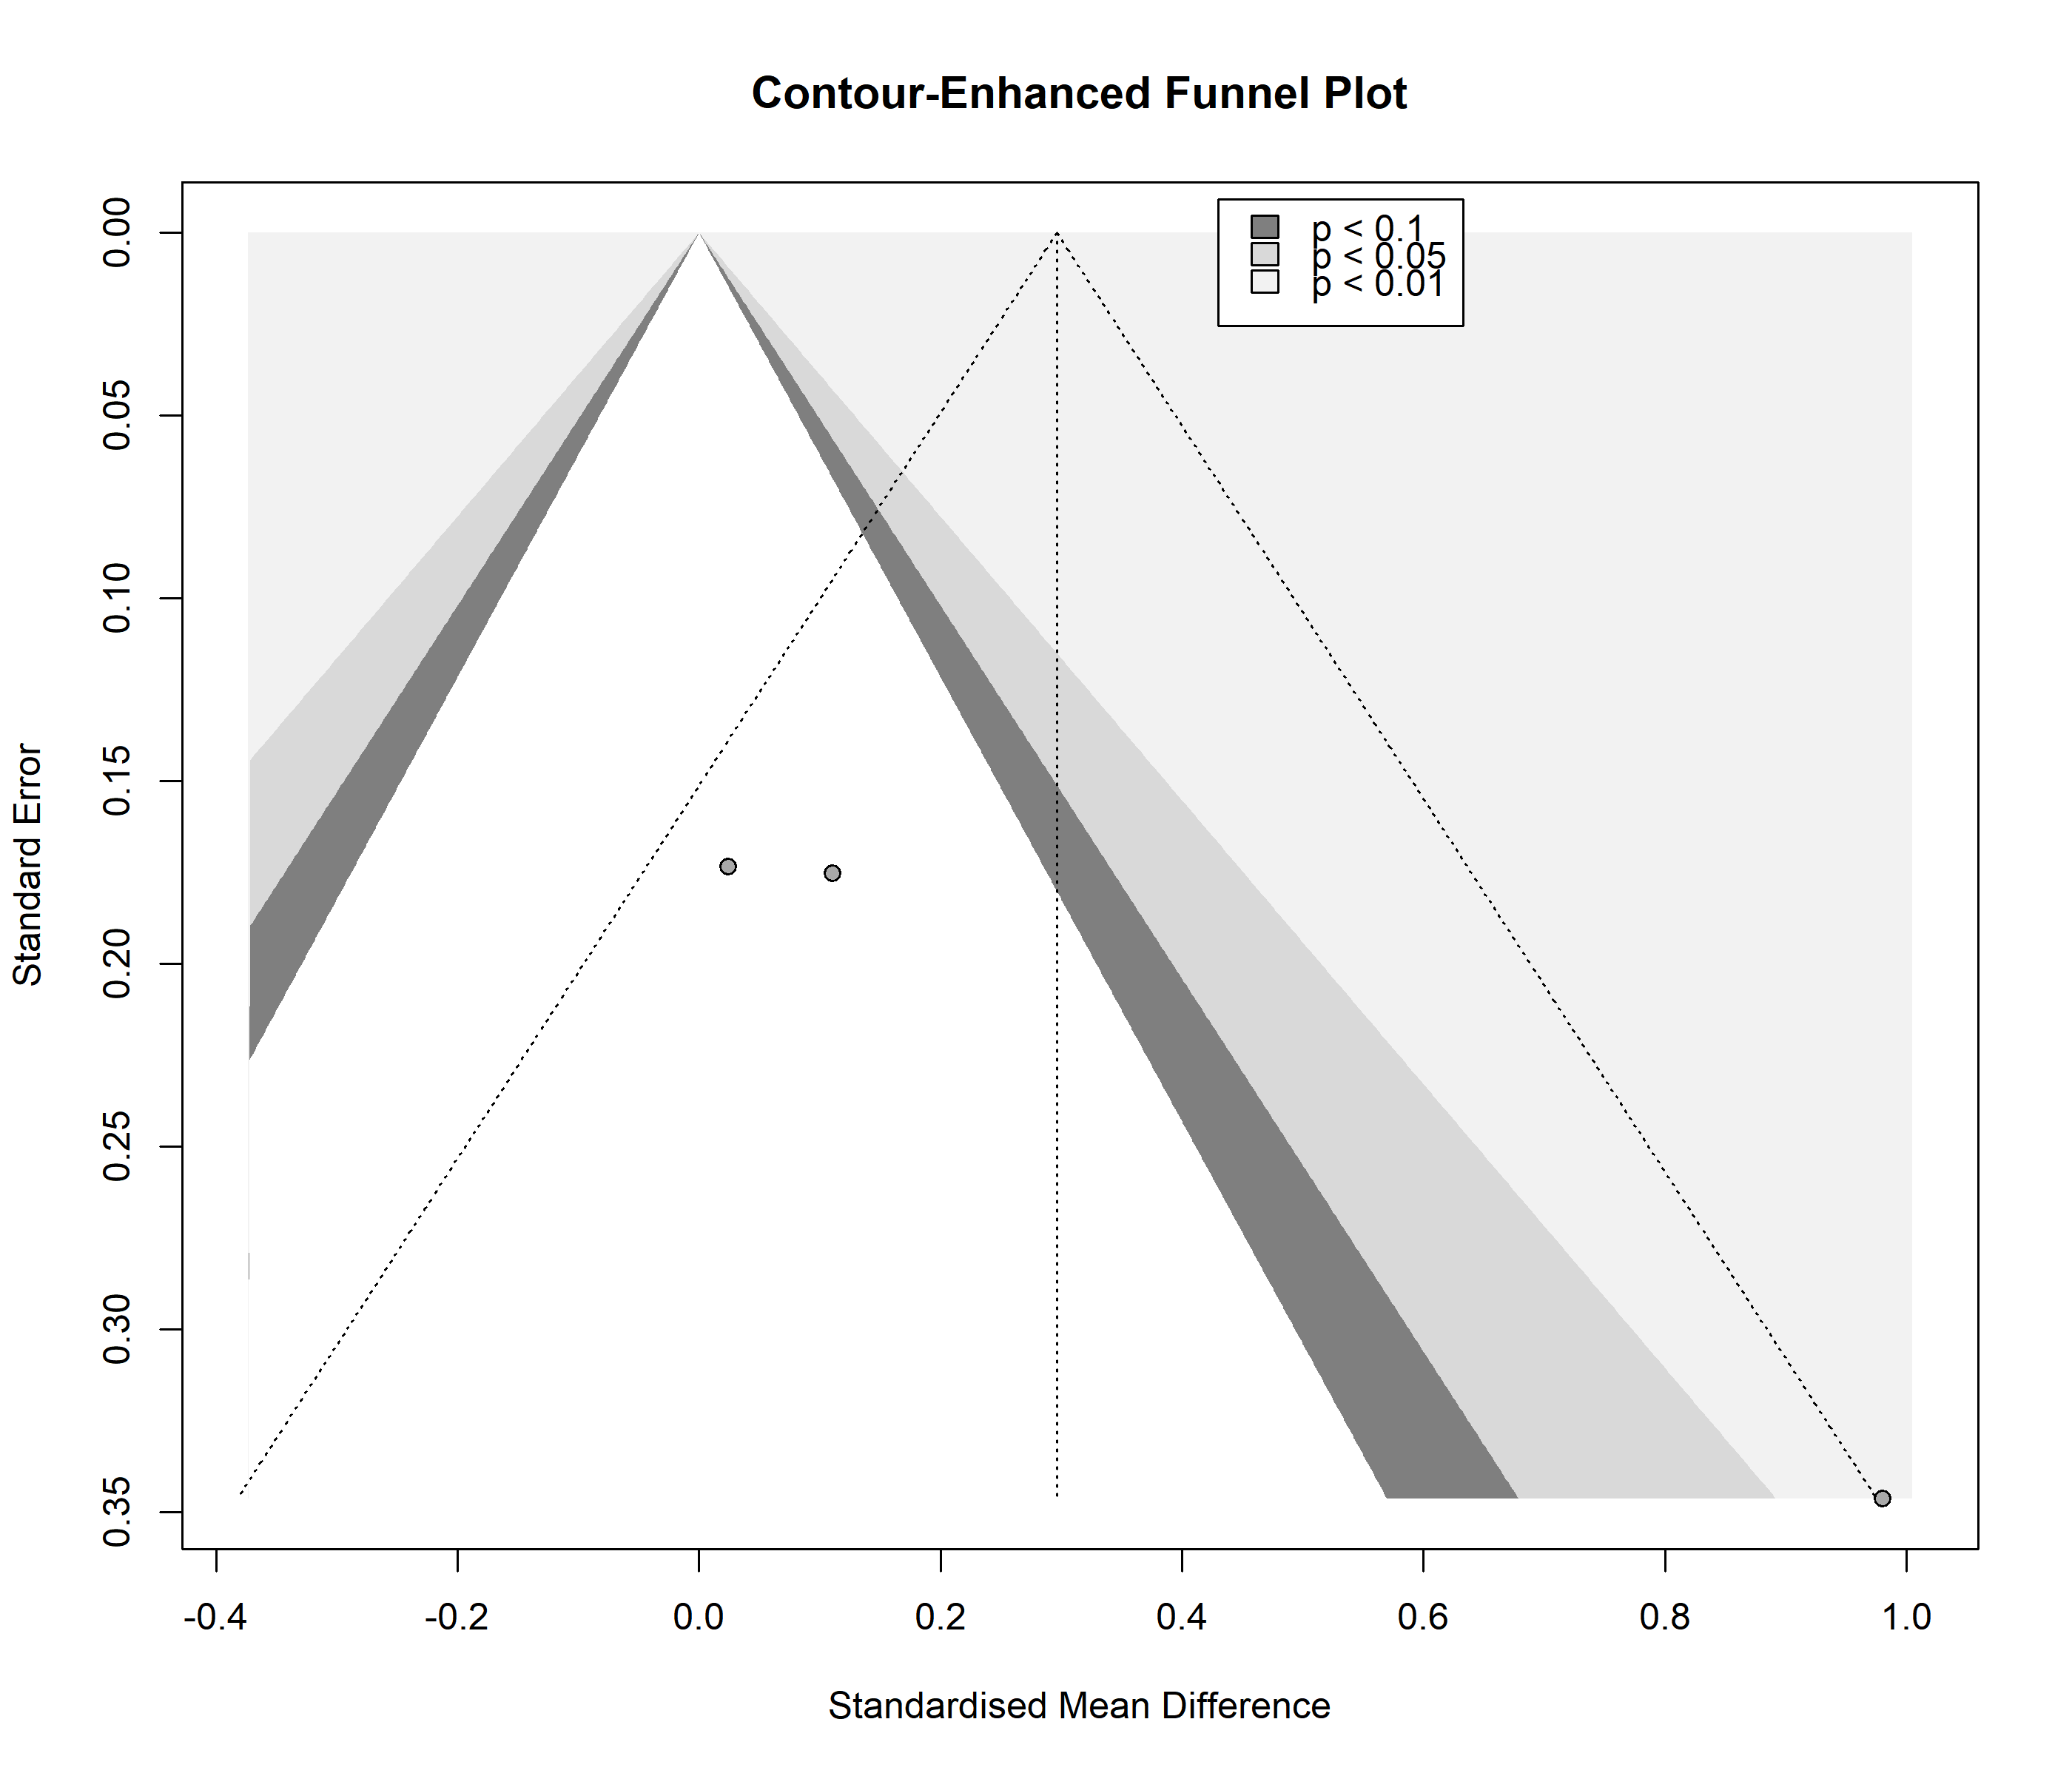 Contour-Enhanced Funnel Plot
p < 0.1
p < 0.05
p < 0.01
0.00
0.05
0.10
0.15
0.20
0.25
0.30
0.35
Standard Error
-0.4 -0.2 0.0 0.2 0.4 0.6 0.8 1.0
Standardised Mean Difference